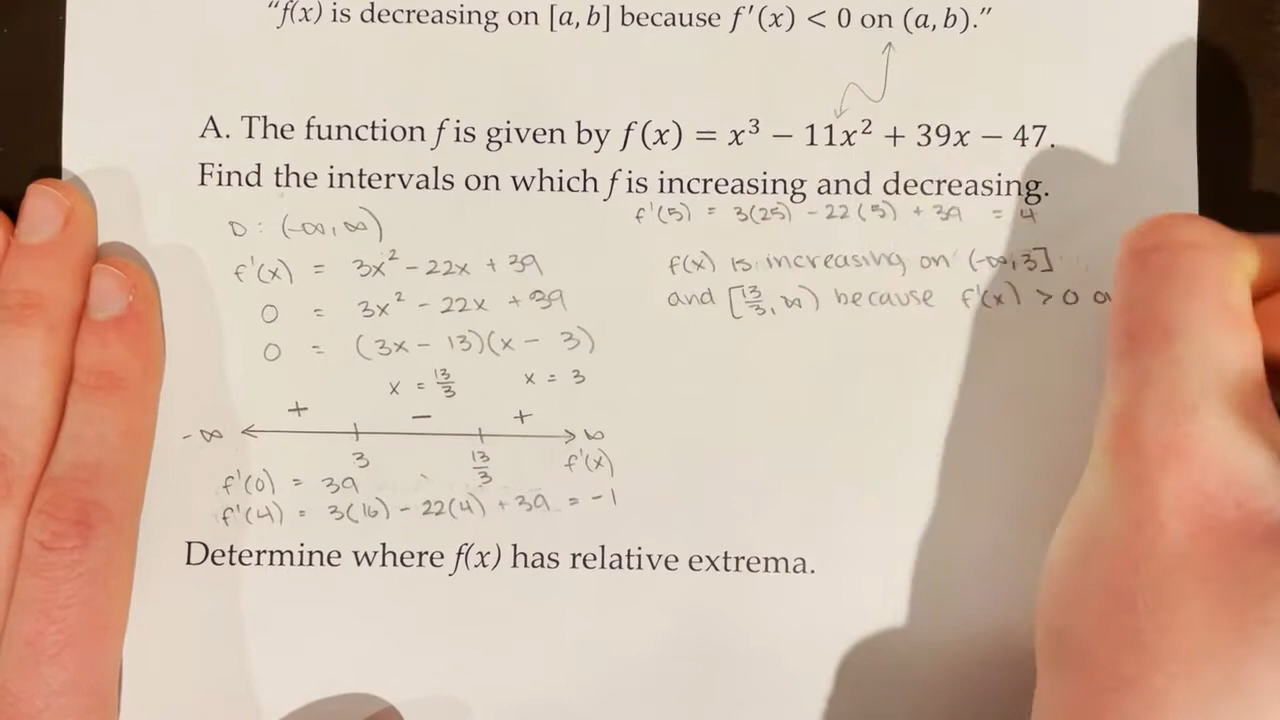 “f(x) is decreasing on [a, b] because f′(x) < 0 on (a, b).”
A. The function f is given by f(x) = x³ − 11x² + 39x − 47.
Find the intervals on which f is increasing and decreasing.
D: (-∞, ∞)
f'(x) = 3x² - 22x + 39
0 = 3x² - 22x + 39
0 = (3x - 13)(x - 3)
x = 13/3 x = 3
+ − +
-∞ ∞
3 13/3 f'(x)
f'(0) = 39
f'(4) = 3(16) - 22(4) + 39 = -1
f'(5) = 3(25) - 22(5) + 39 = 4
f(x) is increasing on (-∞, 3]
and [13/3, ∞) because f'(x) > 0
Determine where f(x) has relative extrema.